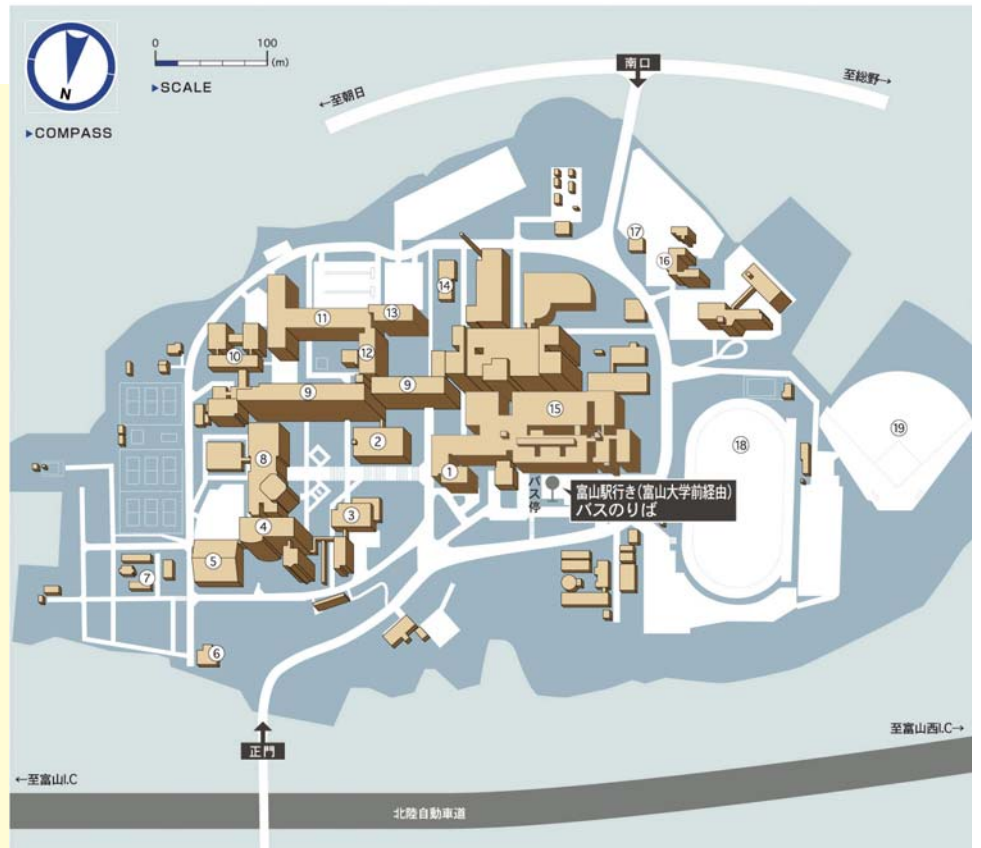 0 100
(m)
▶SCALE
N
▶COMPASS
南口
←至朝日
至総野→
⑰
⑯
⑭
⑬
⑪
⑫
⑩
⑨
⑨
⑮
⑱
⑲
②
⑧
①
バス停
富山駅行き(富山大学前経由)
バスのりば
③
④
⑤
⑦
⑥
正門
至富山西I.C→
←至富山I.C
北陸自動車道